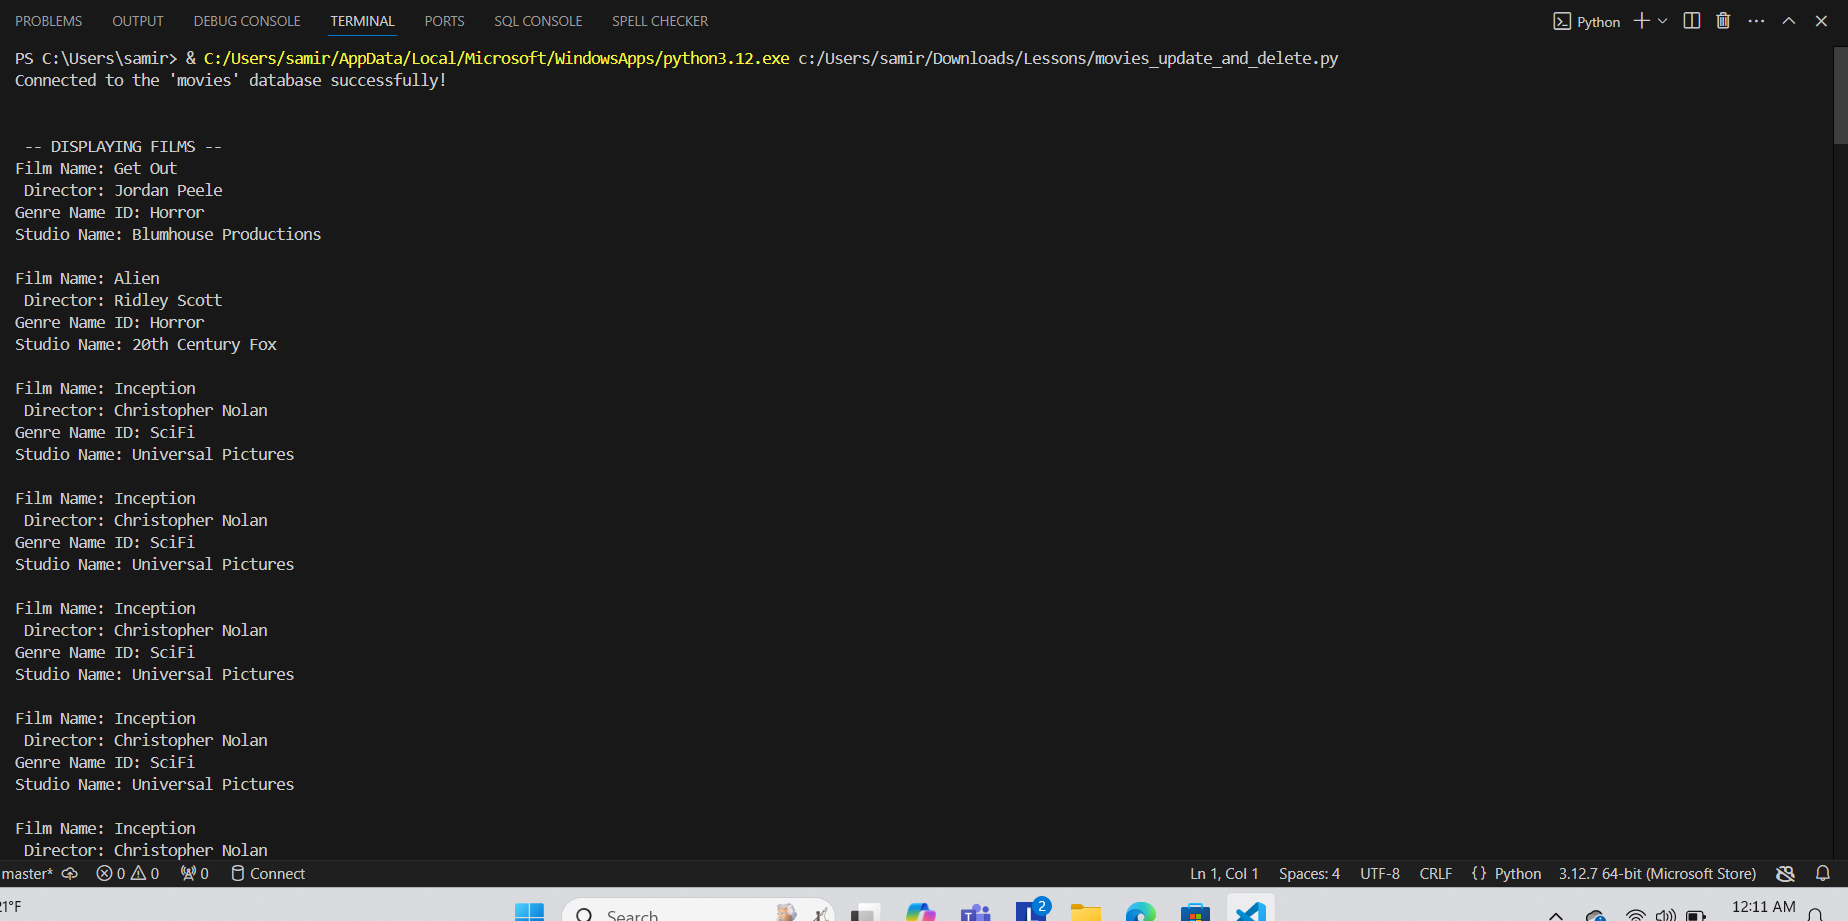 PROBLEMS OUTPUT DEBUG CONSOLE TERMINAL PORTS SQL CONSOLE SPELL CHECKER Python
PS C:\Users\samir> & C:/Users/samir/AppData/Local/Microsoft/WindowsApps/python3.12.exe c:/Users/samir/Downloads/Lessons/movies_update_and_delete.py
Connected to the 'movies' database successfully!
-- DISPLAYING FILMS --
Film Name: Get Out
Director: Jordan Peele
Genre Name ID: Horror
Studio Name: Blumhouse Productions
Film Name: Alien
Director: Ridley Scott
Genre Name ID: Horror
Studio Name: 20th Century Fox
Film Name: Inception
Director: Christopher Nolan
Genre Name ID: SciFi
Studio Name: Universal Pictures
Film Name: Inception
Director: Christopher Nolan
Genre Name ID: SciFi
Studio Name: Universal Pictures
Film Name: Inception
Director: Christopher Nolan
Genre Name ID: SciFi
Studio Name: Universal Pictures
Film Name: Inception
Director: Christopher Nolan
Genre Name ID: SciFi
Studio Name: Universal Pictures
Film Name: Inception
Director: Christopher Nolan
master* 0 0 0 Connect Ln 1, Col 1 Spaces: 4 UTF-8 CRLF {} Python 3.12.7 64-bit (Microsoft Store)
1°F Search 2 12:11 AM